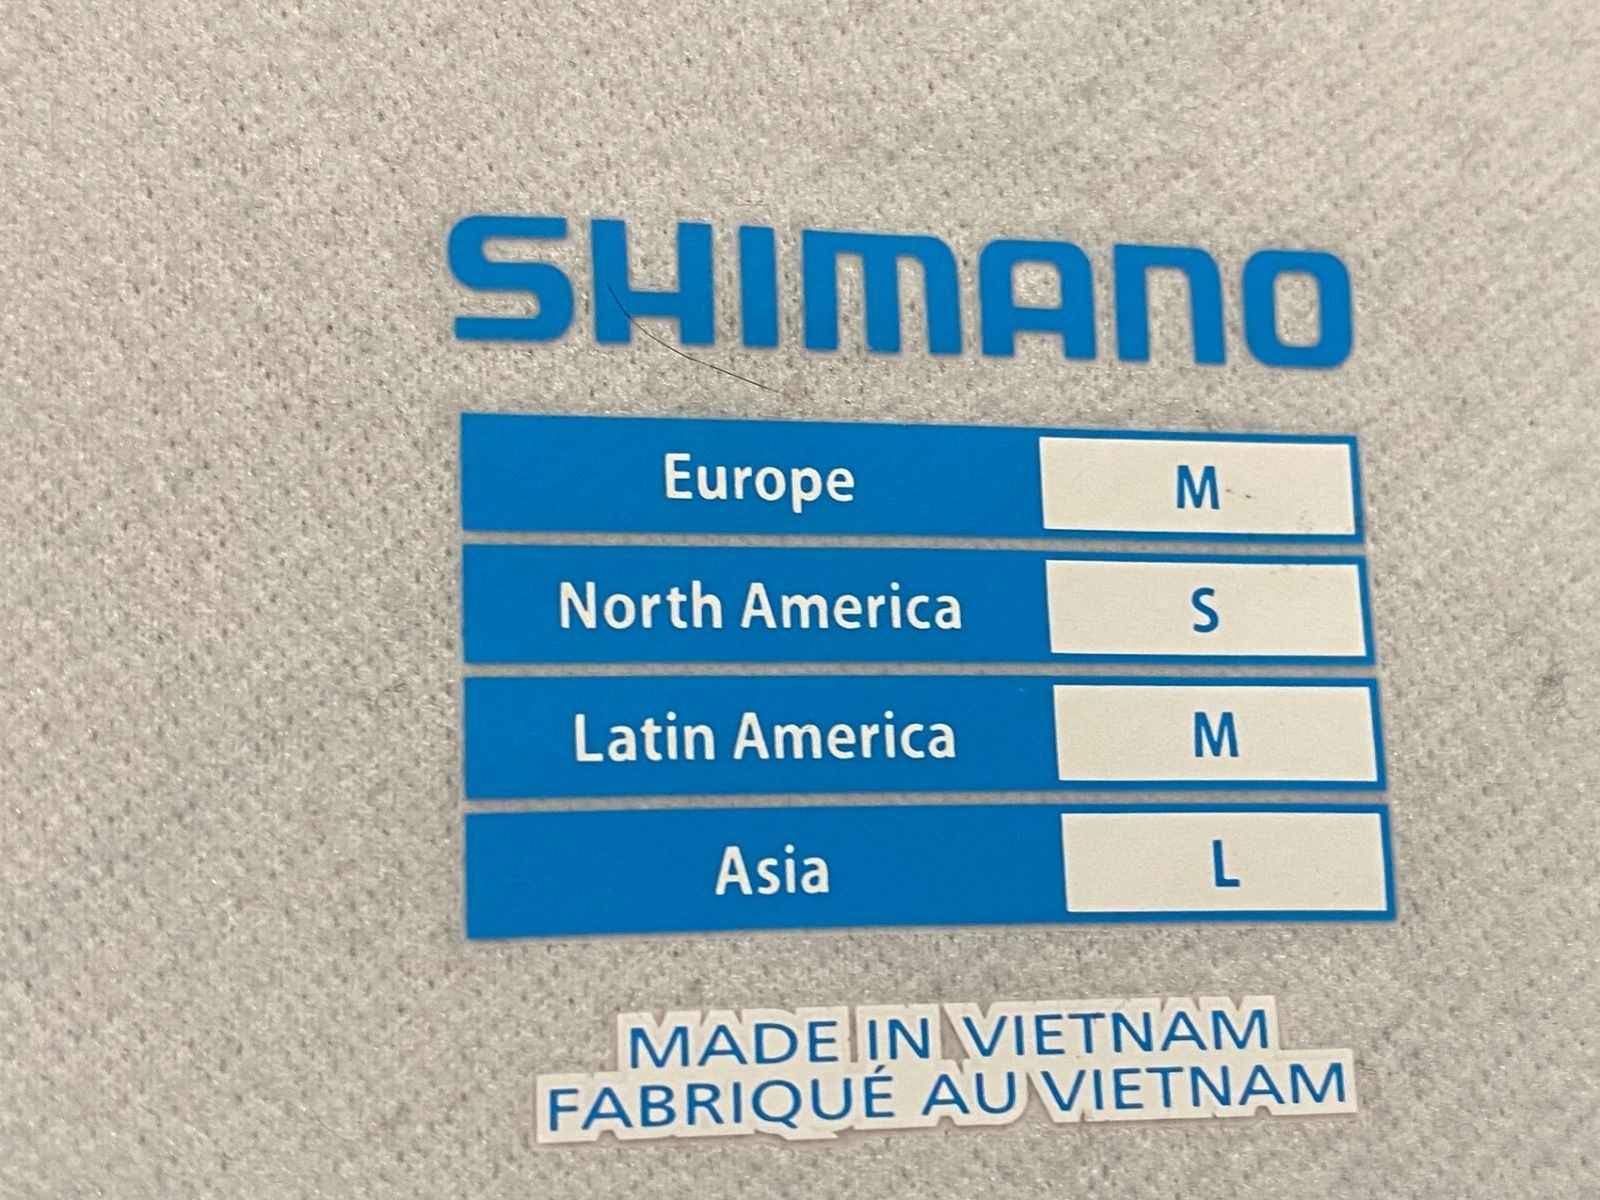 SHIMANO
Europe M
North America S
Latin America M
Asia L
MADE IN VIETNAM
FABRIQUÉ AU VIETNAM